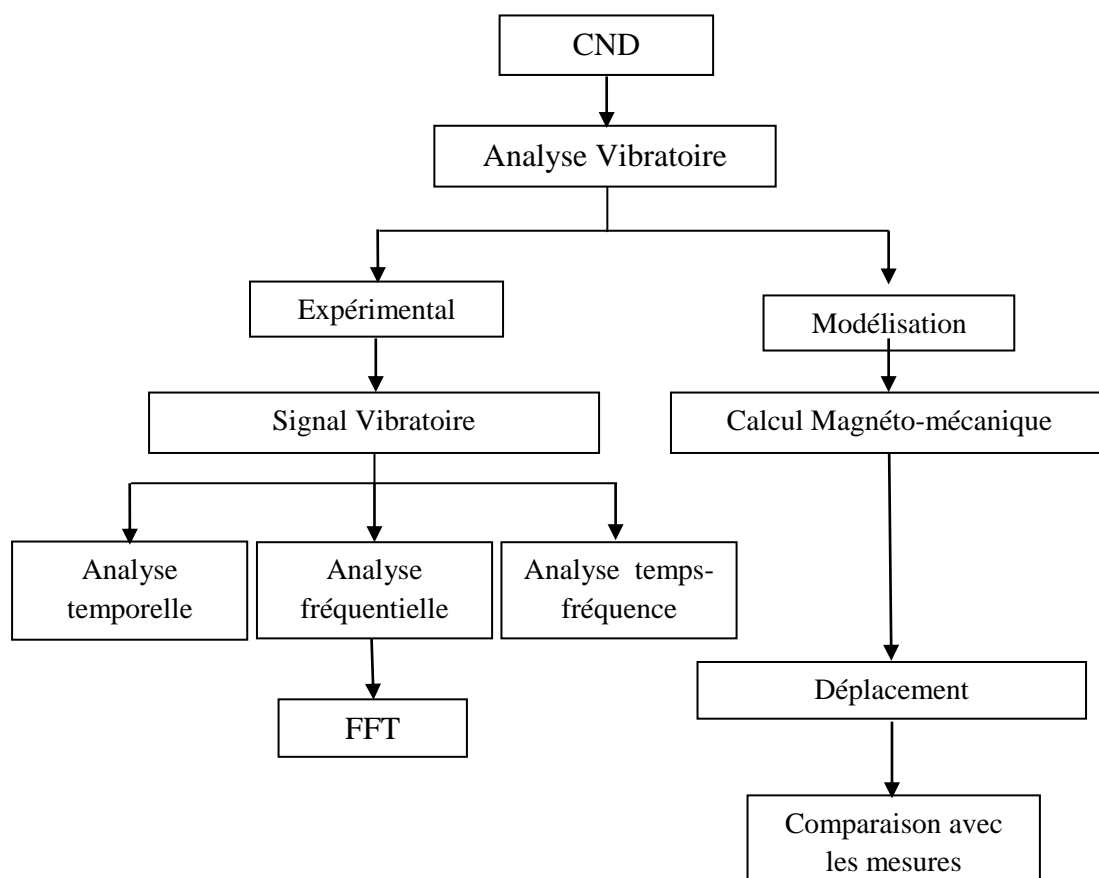 CND
Analyse Vibratoire
Expérimental
Modélisation
Signal Vibratoire
Calcul Magnéto-mécanique
Analyse
temporelle
Analyse
fréquentielle
Analyse temps-
fréquence
Déplacement
FFT
Comparaison avec
les mesures